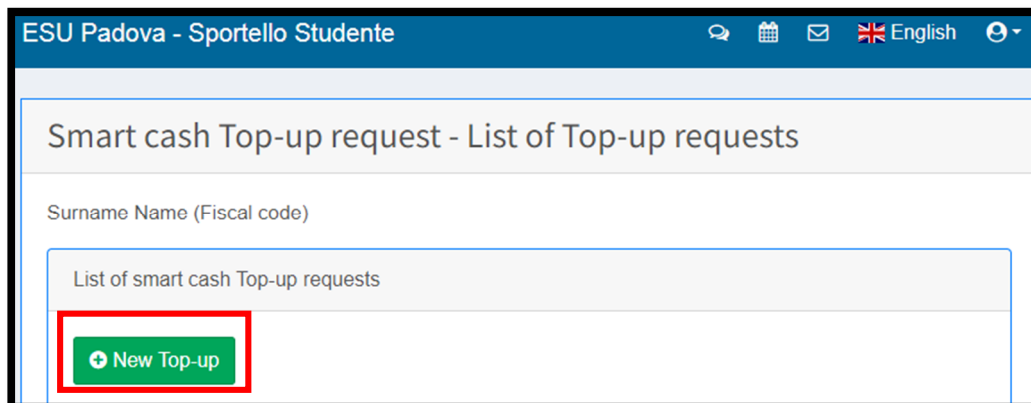 ESU Padova - Sportello Studente English
Smart cash Top-up request - List of Top-up requests
Surname Name (Fiscal code)
List of smart cash Top-up requests
New Top-up